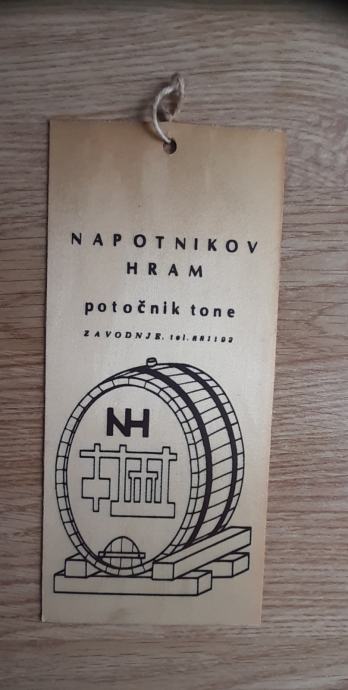 NAPOTNIKOV
HRAM
potočnik tone
ZAVODNJE. tel.
NH